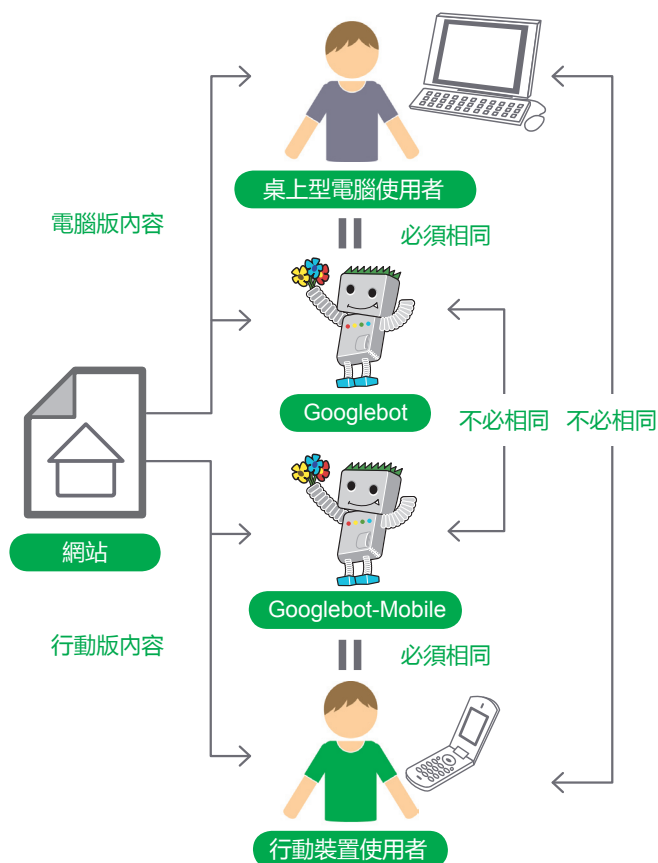 桌上型電腦使用者
電腦版内容
必須相同
Googlebot
不必相同
不必相同
網站
Googlebot-Mobile
行動版内容
必須相同
行動裝置使用者